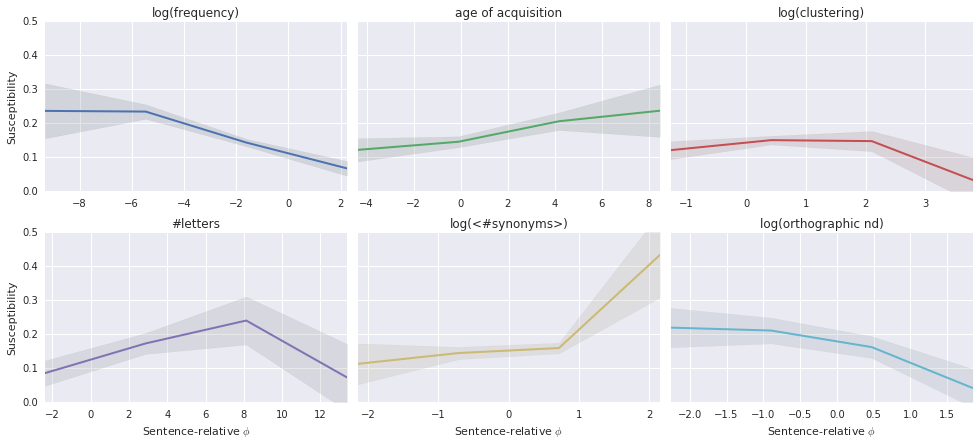 log(frequency)
age of acquisition
log(clustering)
Susceptibility
0.5
0.4
0.3
0.2
0.1
0.0
−8 −6 −4 −2 0 2
−4 −2 0 2 4 6 8
−1 0 1 2 3
#letters
log(<#synonyms>)
log(orthographic nd)
Susceptibility
0.5
0.4
0.3
0.2
0.1
0.0
−2 0 2 4 6 8 10 12
−2 −1 0 1 2
−2.0 −1.5 −1.0 −0.5 0.0 0.5 1.0 1.5
Sentence-relative ϕ
Sentence-relative ϕ
Sentence-relative ϕ